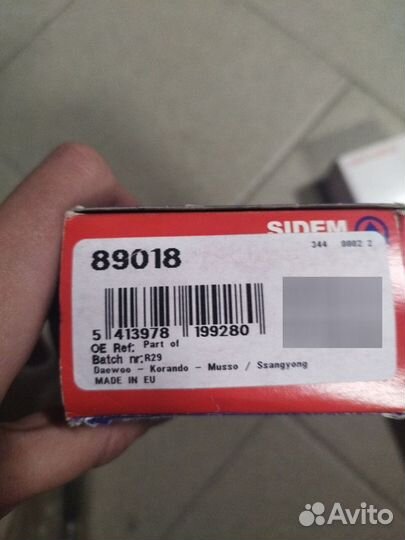 SIDEM
344 0002 2
89018
5 413978 199280
OE Ref: Part of
Batch nr:R29
Daewoo - Korando - Musso / Ssangyong
MADE IN EU
Avito